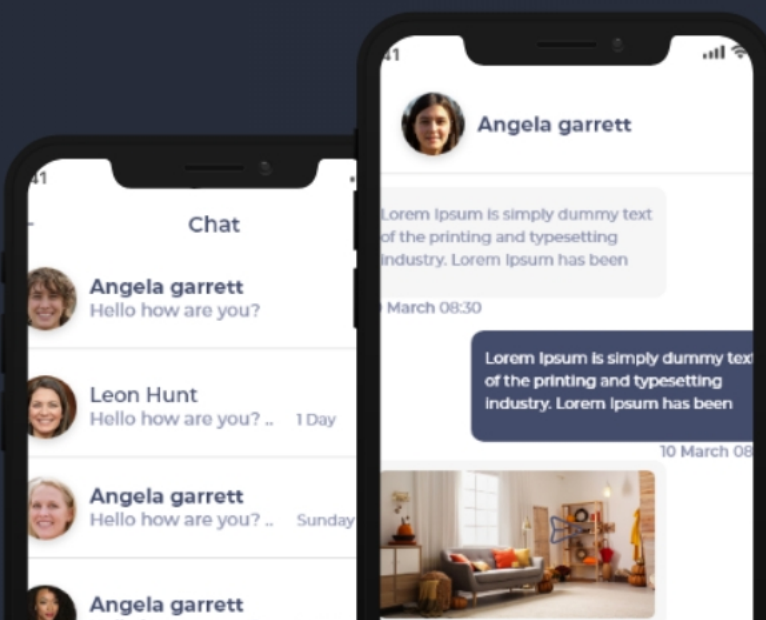 41
Chat
Angela garrett
Hello how are you?
Leon Hunt
Hello how are you? ..
1 Day
Angela garrett
Hello how are you? ..
Sunday
Angela garrett
41
Angela garrett
Lorem Ipsum is simply dummy text
of the printing and typesetting
industry. Lorem Ipsum has been
March 08:30
Lorem Ipsum is simply dummy text
of the printing and typesetting
industry. Lorem Ipsum has been
10 March 08